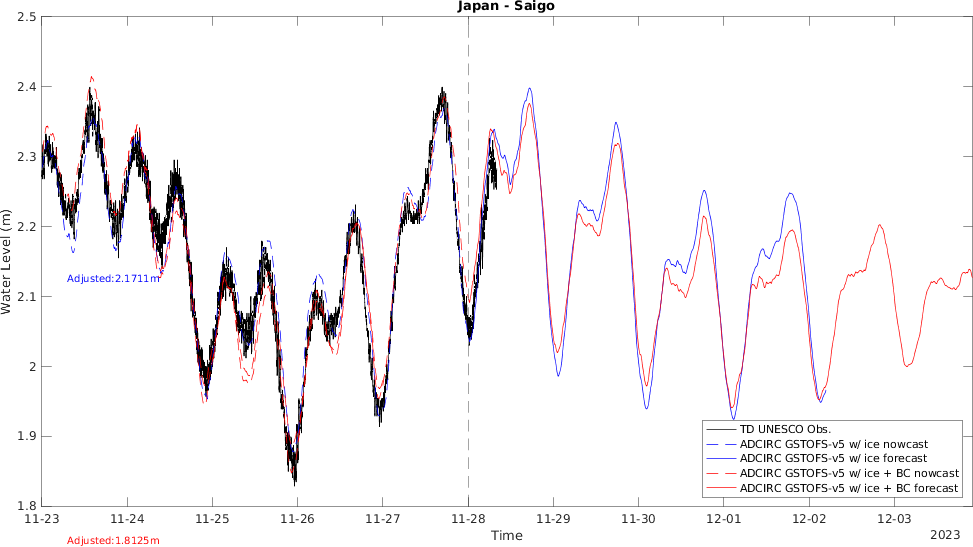 Japan - Saigo
2.5
2.4
2.3
2.2
2.1
2
1.9
1.8
Water Level (m)
Adjusted:2.1711m
TD UNESCO Obs.
ADCIRC GSTOFS-v5 w/ ice nowcast
ADCIRC GSTOFS-v5 w/ ice forecast
ADCIRC GSTOFS-v5 w/ ice + BC nowcast
ADCIRC GSTOFS-v5 w/ ice + BC forecast
11-23 11-24 11-25 11-26 11-27 11-28 11-29 11-30 12-01 12-02 12-03
Time
2023
Adjusted:1.8125m